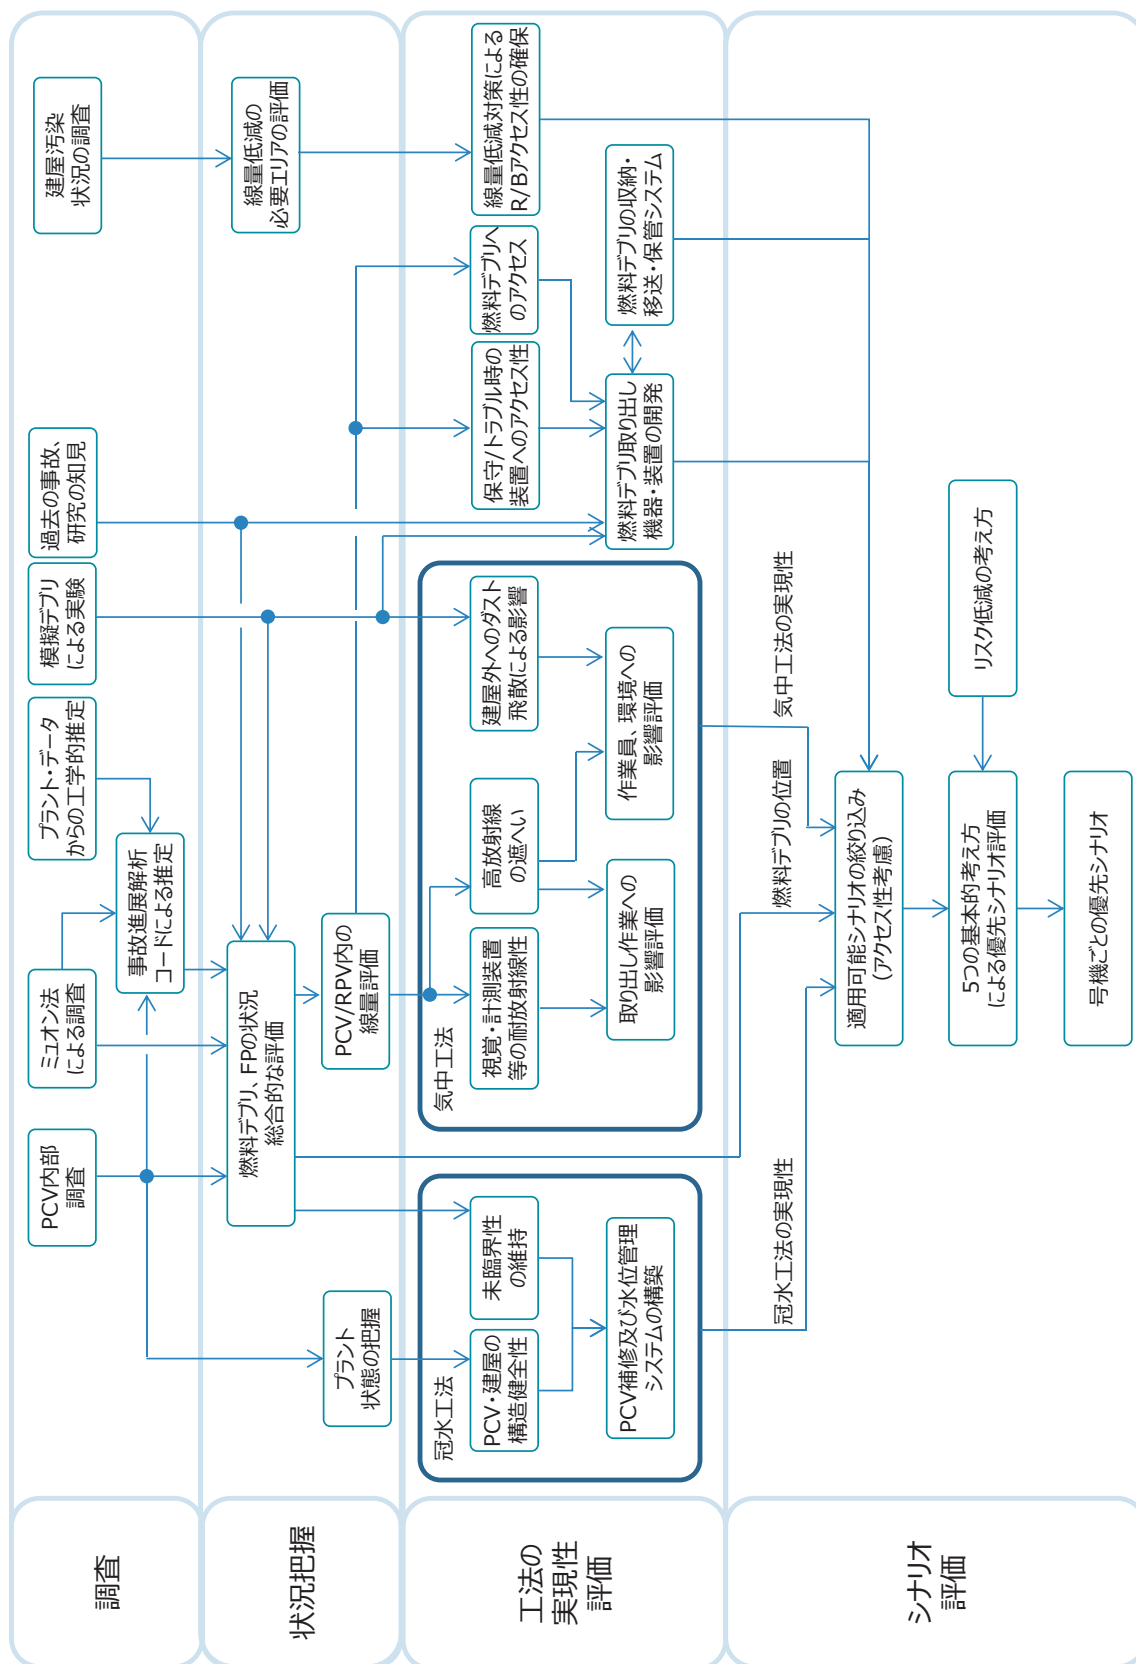 調査
PCV内部
調査
ミュオン法
による調査
プラント・データ
からの工学的推定
模擬デブリ
による実験
過去の事故、
研究の知見
建屋汚染
状況の調査
事故進展解析
コードによる推定
状況把握
燃料デブリ、FPの状況
総合的な評価
線量低減の
必要エリアの評価
プラント
状態の把握
PCV/RPV内の
線量評価
工法の
実現性
評価
冠水工法
PCV・建屋の
構造健全性
未臨界性
の維持
PCV補修及び水位管理
システムの構築
気中工法
視覚・計測装置
等の耐放射線性
高放射線
の遮へい
建屋外へのダスト
飛散による影響
取り出し作業への
影響評価
作業員、環境への
影響評価
保守/トラブル時の
装置へのアクセス性
燃料デブリへ
のアクセス
線量低減対策による
R/Bアクセス性の確保
燃料デブリ取り出し
機器・装置の開発
燃料デブリの収納・
移送・保管システム
シナリオ
評価
冠水工法の実現性
燃料デブリの位置
気中工法の実現性
適用可能シナリオの絞り込み
(アクセス性考慮)
5つの基本的考え方
による優先シナリオ評価
リスク低減の考え方
号機ごとの優先シナリオ